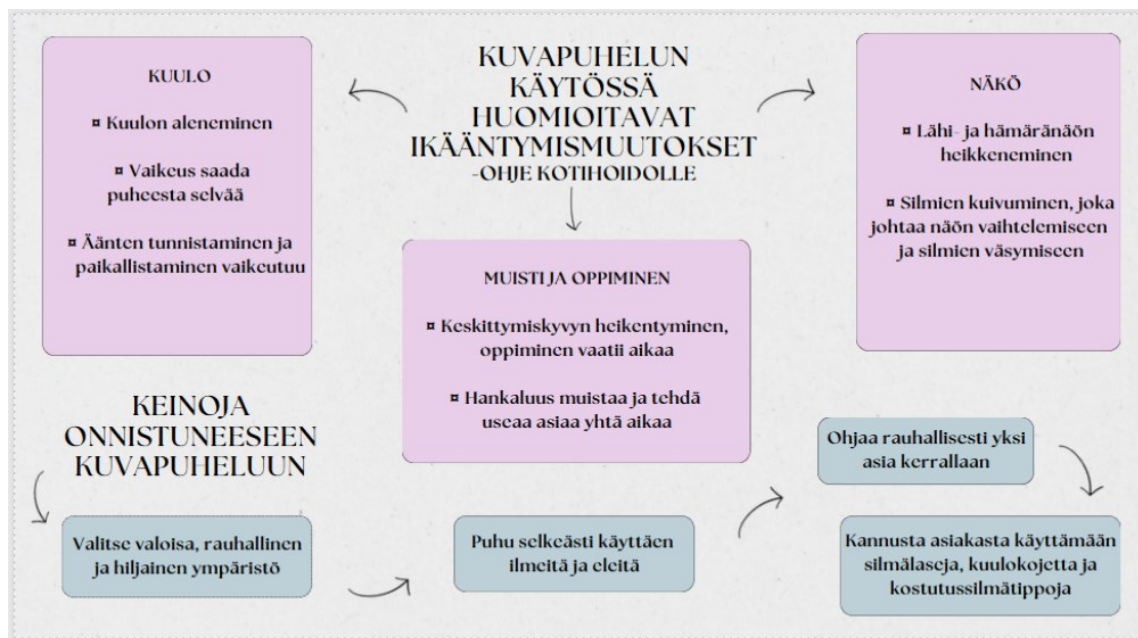 KUVAPUHELUN
KÄYTÖSSÄ
HUOMIOITAVAT
IKÄÄNTYMISMUUTOKSET
-OHJE KOTIHOIDOLLE
KUULO
¤ Kuulon aleneminen
¤ Vaikeus saada
puheesta selvää
¤ Äänten tunnistaminen ja
paikallistaminen vaikeutuu
MUISTI JA OPPIMINEN
¤ Keskittymiskyvyn heikentyminen,
oppiminen vaatii aikaa
¤ Hankaluus muistaa ja tehdä
useaa asiaa yhtä aikaa
NÄKÖ
¤ Lähi- ja hämäränäön
heikkeneminen
¤ Silmien kuivuminen, joka
johtaa näön vaihtelemiseen
ja silmien väsymiseen
KEINOJA
ONNISTUNEESEEN
KUVAPUHELUUN
Valitse valoisa, rauhallinen
ja hiljainen ympäristö
Puhu selkeästi käyttäen
ilmeitä ja eleitä
Ohjaa rauhallisesti yksi
asia kerrallaan
Kannusta asiakasta käyttämään
silmälaseja, kuulokojetta ja
kostutussilmätippoja